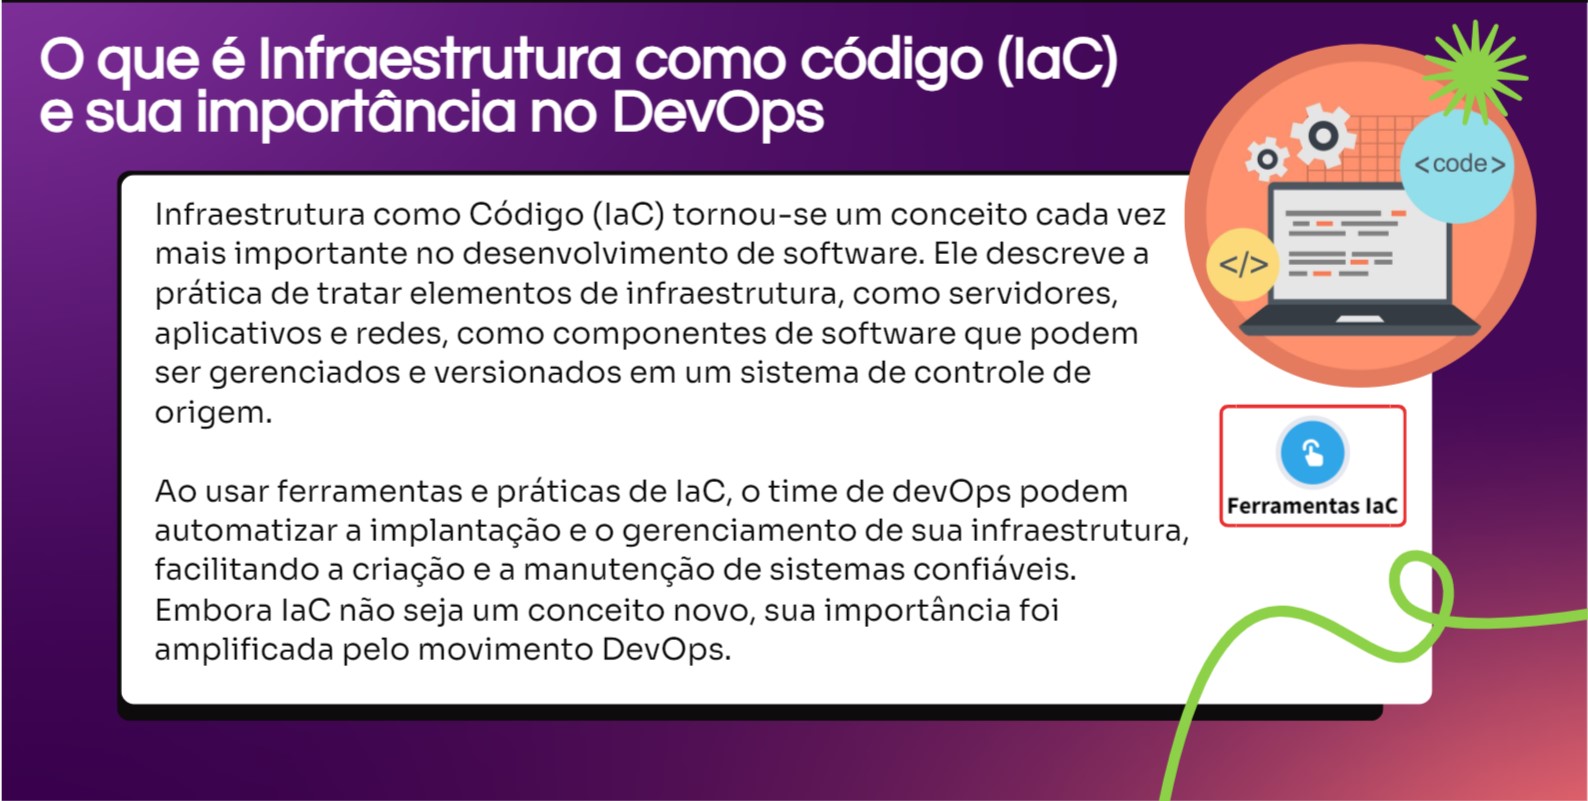 O que é Infraestrutura como código (IaC)
e sua importância no DevOps
<code>
</>
Infraestrutura como Código (IaC) tornou-se um conceito cada vez
mais importante no desenvolvimento de software. Ele descreve a
prática de tratar elementos de infraestrutura, como servidores,
aplicativos e redes, como componentes de software que podem
ser gerenciados e versionados em um sistema de controle de
origem.
Ao usar ferramentas e práticas de IaC, o time de devOps podem
automatizar a implantação e o gerenciamento de sua infraestrutura,
facilitando a criação e a manutenção de sistemas confiáveis.
Embora IaC não seja um conceito novo, sua importância foi
amplificada pelo movimento DevOps.
Ferramentas IaC